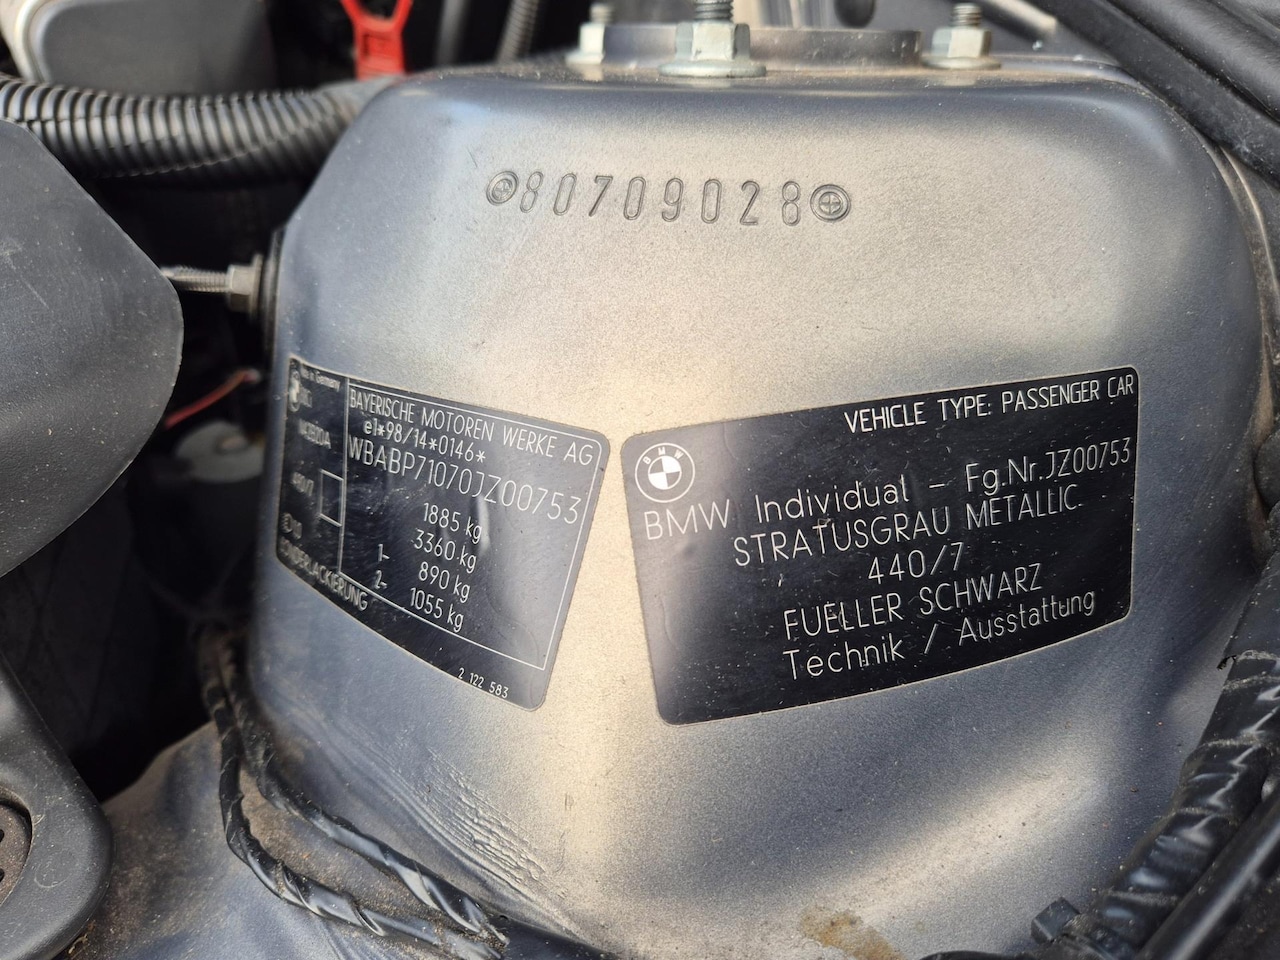 80709028
BAYERISCHE MOTOREN WERKE AG
e1*98/14*0146*
WBABP71070JZ00753
1885 kg
3360 kg
1- 890 kg
2- 1055 kg
SONDERLACKIERUNG
2 122 583
VEHICLE TYPE: PASSENGER CAR
BMW
BMW Individual - Fg.Nr.JZ00753
STRATUSGRAU METALLIC
440/7
FUELLER SCHWARZ
Technik / Ausstattung